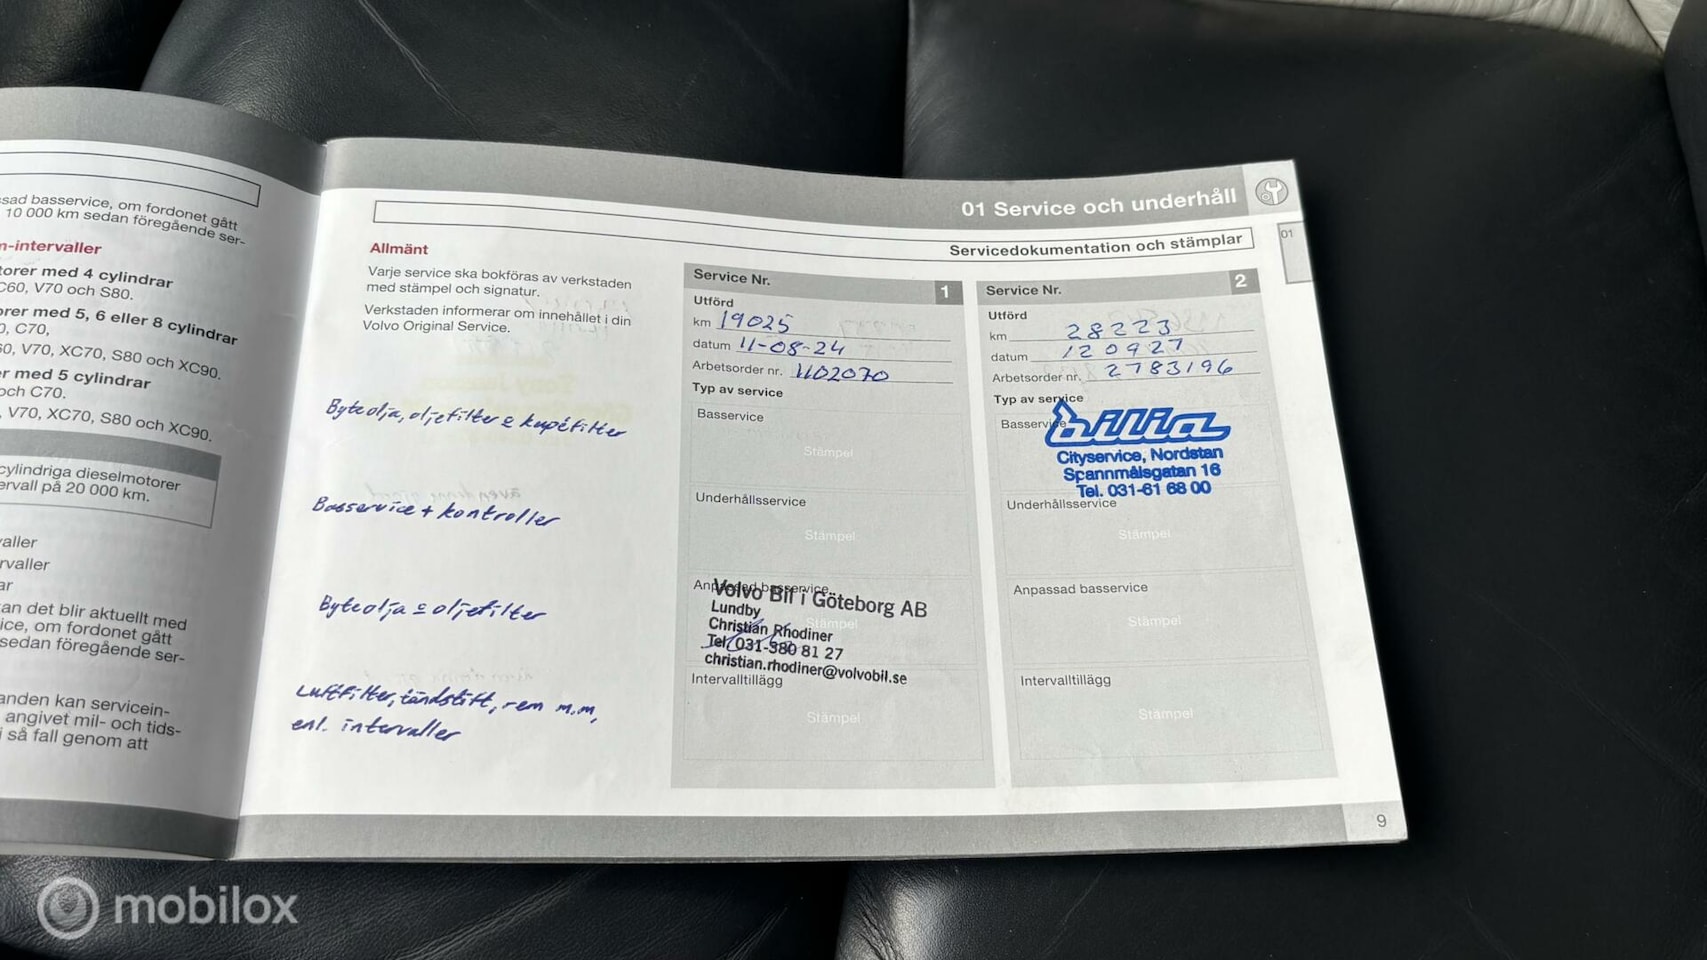 sad basservice, om fordonet gått
10 000 km sedan föregående ser-
m-intervaller
torer med 4 cylindrar
C60, V70 och S80.
orer med 5, 6 eller 8 cylindrar
0, C70,
60, V70, XC70, S80 och XC90.
er med 5 cylindrar
och C70.
, V70, XC70, S80 och XC90.
cylindriga dieselmotorer
ervall på 20 000 km.
valler
rvaller
ar
kan det blir aktuellt med
ice, om fordonet gått
sedan föregående ser-
anden kan servicein-
angivet mil- och tids-
i så fall genom att
01 Service och underhåll
01
Servicedokumentation och stämplar
Allmänt
Varje service ska bokföras av verkstaden
med stämpel och signatur.
Verkstaden informerar om innehållet i din
Volvo Original Service.
Byte olja, oljefilter o kupéfilter
Basservice + kontroller
Byte olja o oljefilter
Luftfilter, tändstift, rem m.m,
enl. intervaller
Service Nr. 1
Utförd
km 19025
datum 11-08-24
Arbetsorder nr. 1102070
Typ av service
Basservice
Stämpel
Underhållsservice
Stämpel
Anpassad basservice
Stämpel
Volvo Bil i Göteborg AB
Lundby
Christian Rhodiner
Tel. 031-380 81 27
christian.rhodiner@volvobil.se
Intervalltillägg
Stämpel
Service Nr. 2
Utförd
km 28223
datum 120927
Arbetsorder nr. 2783196
Typ av service
Basservice
bilia
Cityservice, Nordstan
Spannmålsgatan 16
Tel. 031-61 68 00
Underhållsservice
Stämpel
Anpassad basservice
Stämpel
Intervalltillägg
Stämpel
9
mobilox